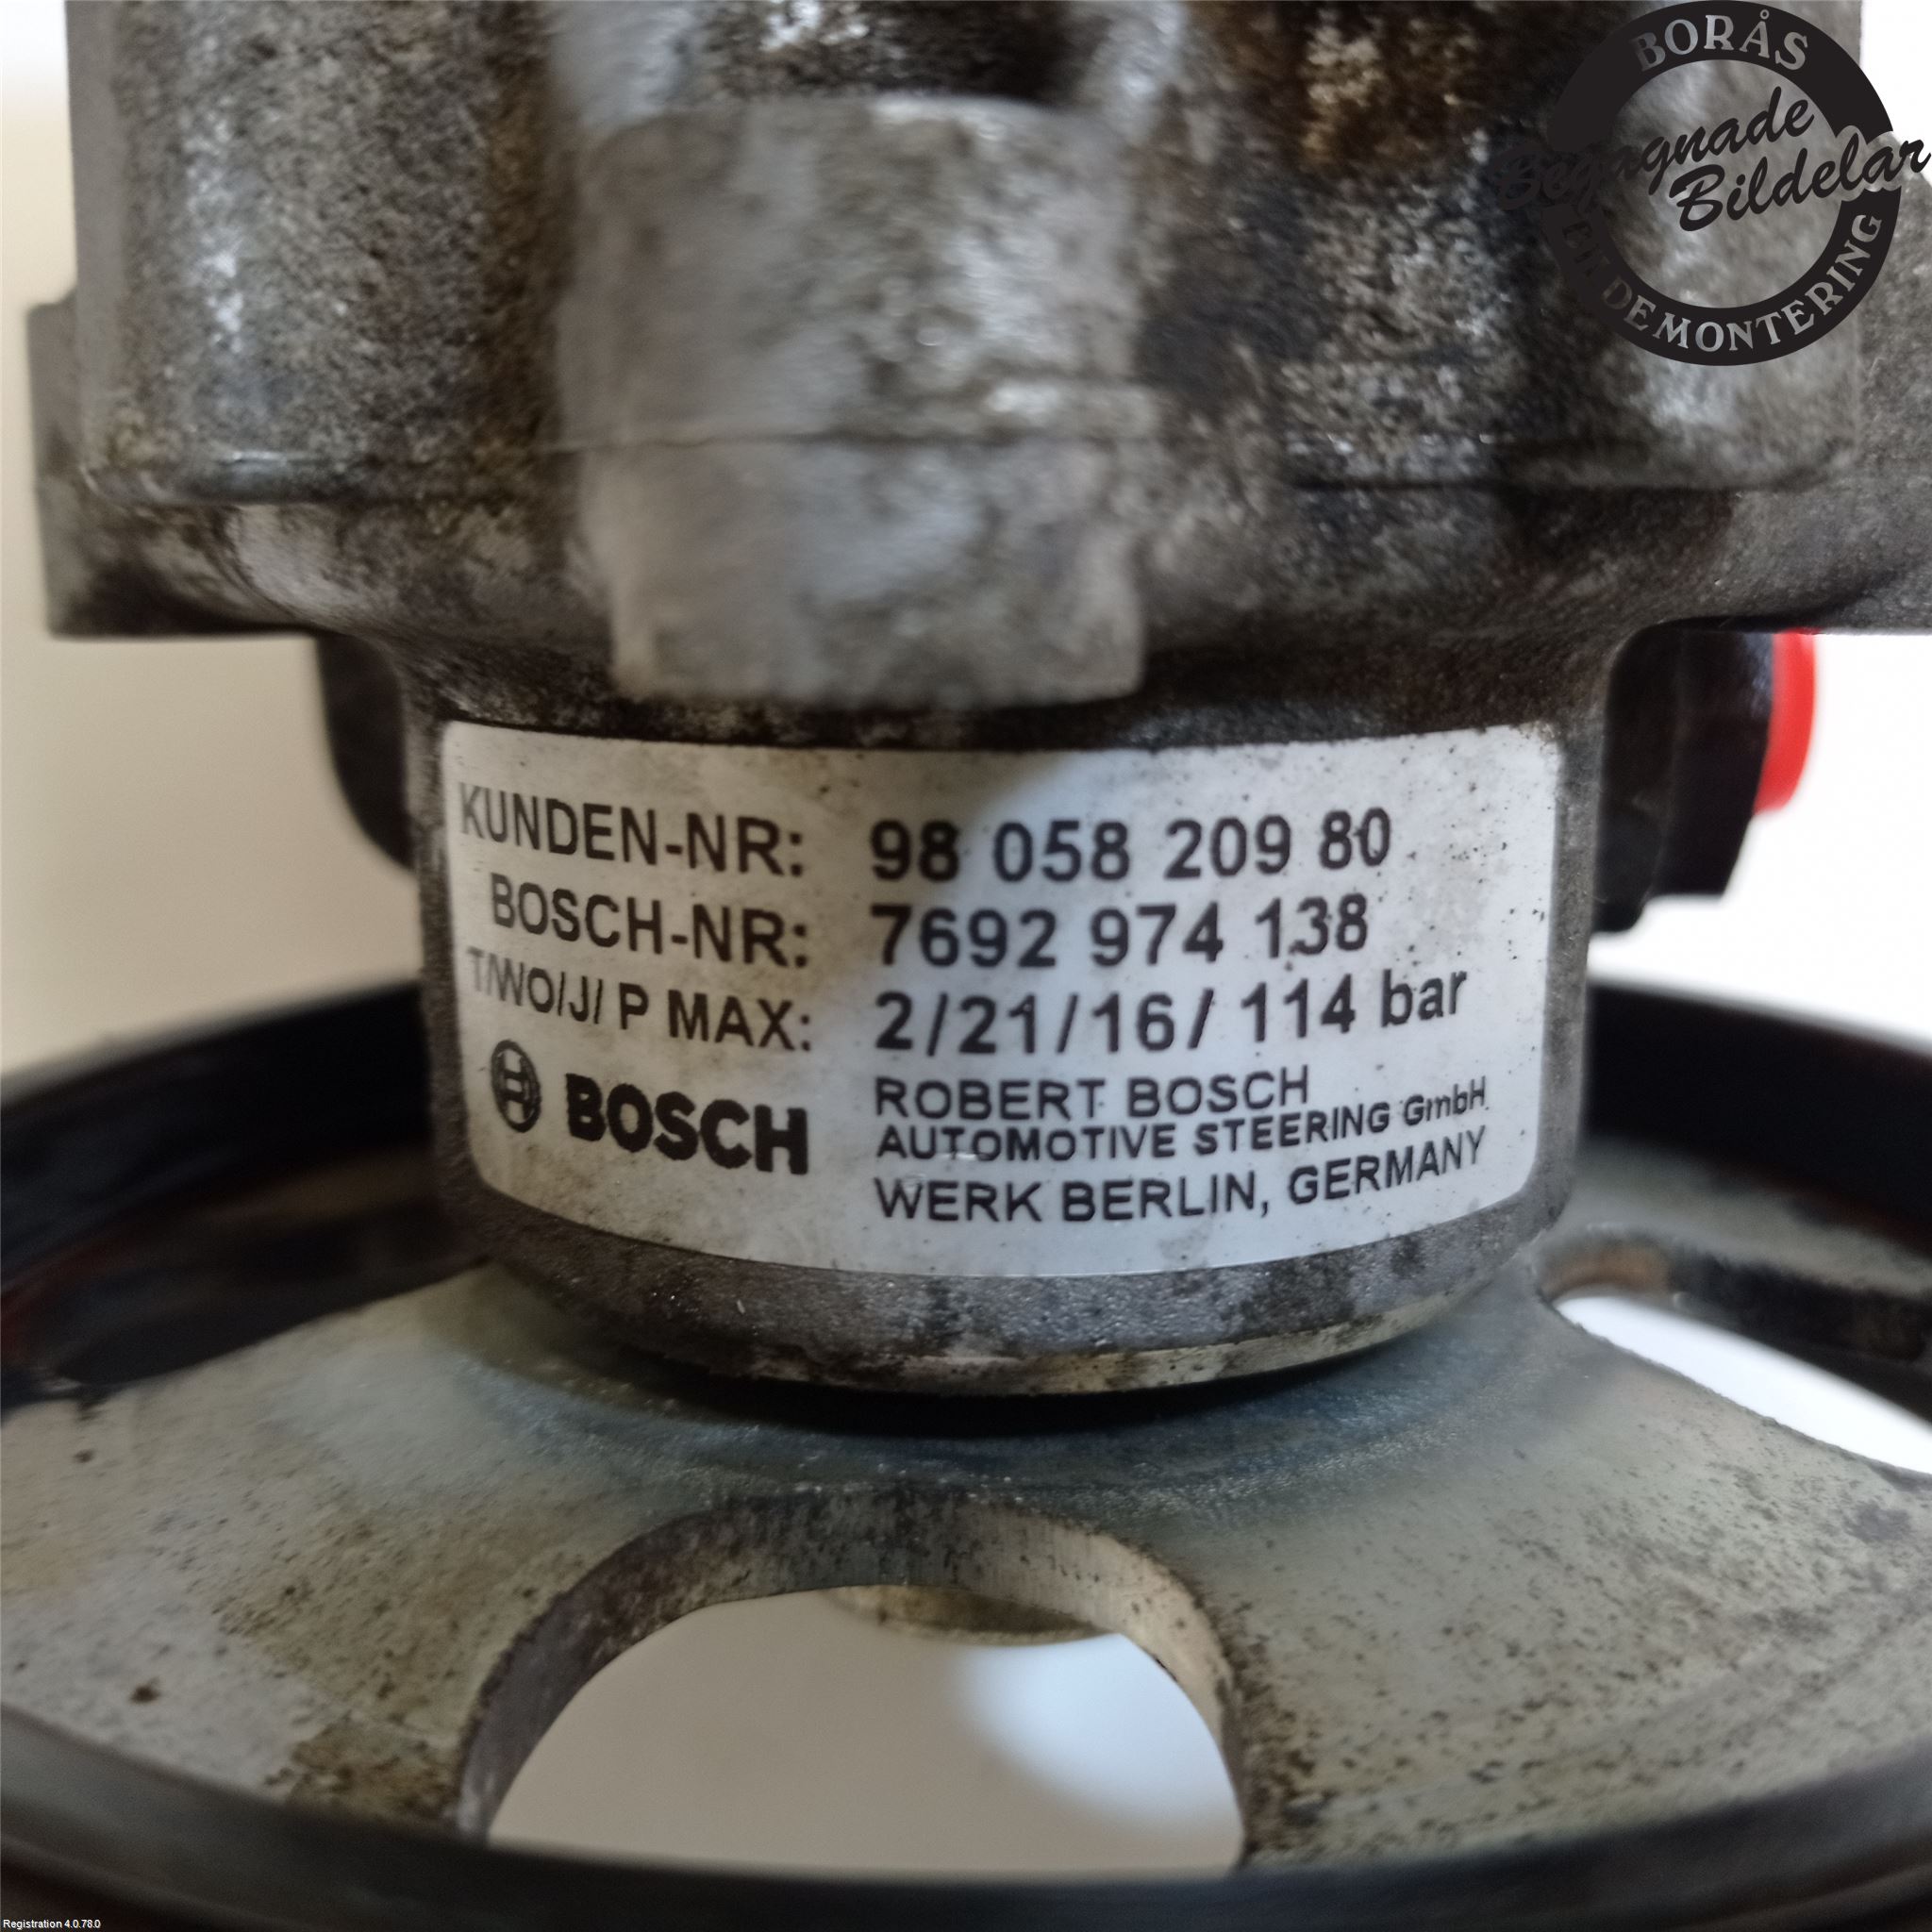 BORÅS
Begagnade
Bildelar
DEMONTERING
KUNDEN-NR: 98 058 209 80
BOSCH-NR: 7692 974 138
T/WO/J/ P MAX: 2/21/16/ 114 bar
BOSCH
ROBERT BOSCH
AUTOMOTIVE STEERING GmbH
WERK BERLIN, GERMANY
Registration 4.0.78.0